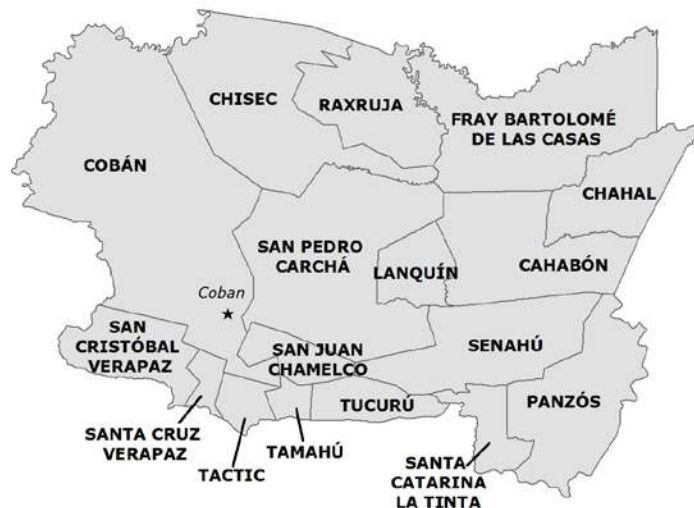 CHISEC
RAXRUJA
FRAY BARTOLOMÉ
DE LAS CASAS
COBÁN
CHAHAL
SAN PEDRO
CARCHÁ
LANQUÍN
CAHABÓN
Coban
SAN
CRISTÓBAL
VERAPAZ
SAN JUAN
CHAMELCO
SENAHÚ
TUCURÚ
PANZÓS
SANTA CRUZ
VERAPAZ
TACTIC
TAMAHÚ
SANTA
CATARINA
LA TINTA